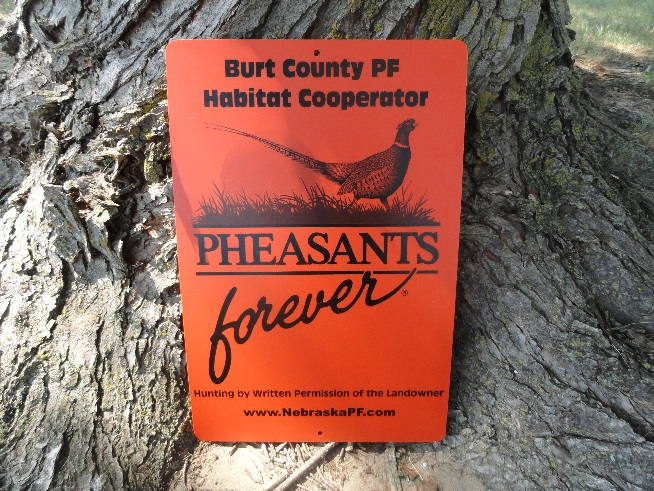 Burt County PF
Habitat Cooperator
PHEASANTS
forever®
Hunting by Written Permission of the Landowner
www.NebraskaPF.com